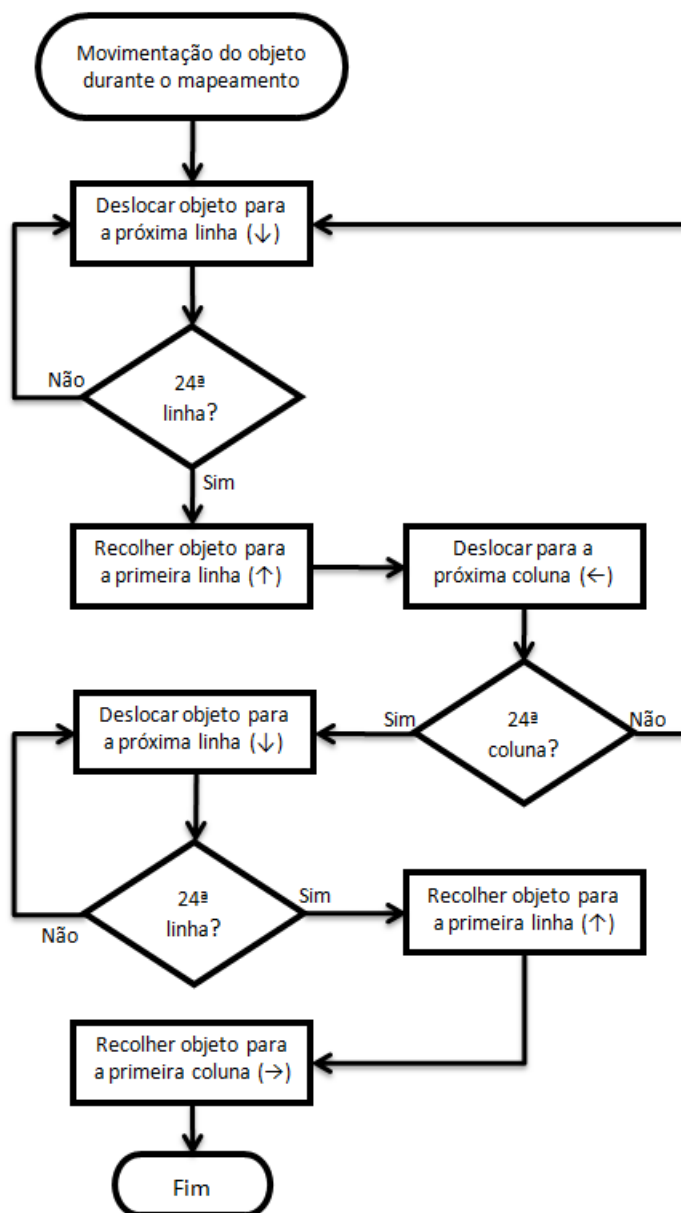 Movimentação do objeto
durante o mapeamento
Deslocar objeto para
a próxima linha (↓)
Não
24ª
linha?
Sim
Recolher objeto para
a primeira linha (↑)
Deslocar para a
próxima coluna (←)
Deslocar objeto para
a próxima linha (↓)
Sim
24ª
coluna?
Não
24ª
linha?
Sim
Não
Recolher objeto para
a primeira linha (↑)
Recolher objeto para
a primeira coluna (→)
Fim